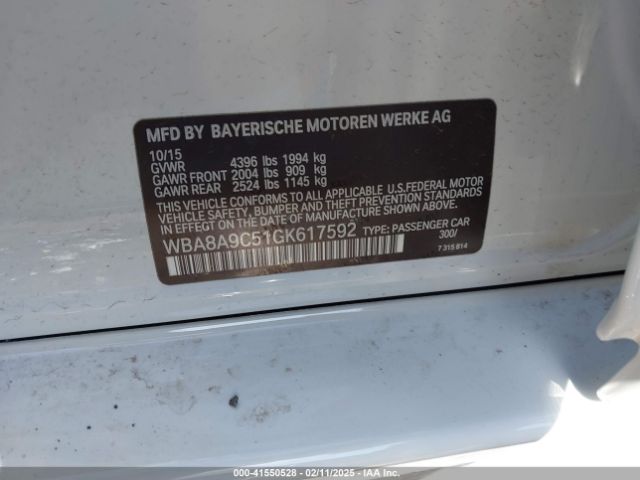 MFD BY BAYERISCHE MOTOREN WERKE AG
10/15
GVWR 4396 lbs 1994 kg
GAWR FRONT 2004 lbs 909 kg
GAWR REAR 2524 lbs 1145 kg
THIS VEHICLE CONFORMS TO ALL APPLICABLE U.S. FEDERAL MOTOR
VEHICLE SAFETY, BUMPER AND THEFT PREVENTION STANDARDS IN
EFFECT ON THE DATE OF MANUFACTURE SHOWN ABOVE.
WBA8A9C51GK617592 TYPE: PASSENGER CAR
300/
7 315 814
000-41550528 - 02/11/2025 - IAA Inc.